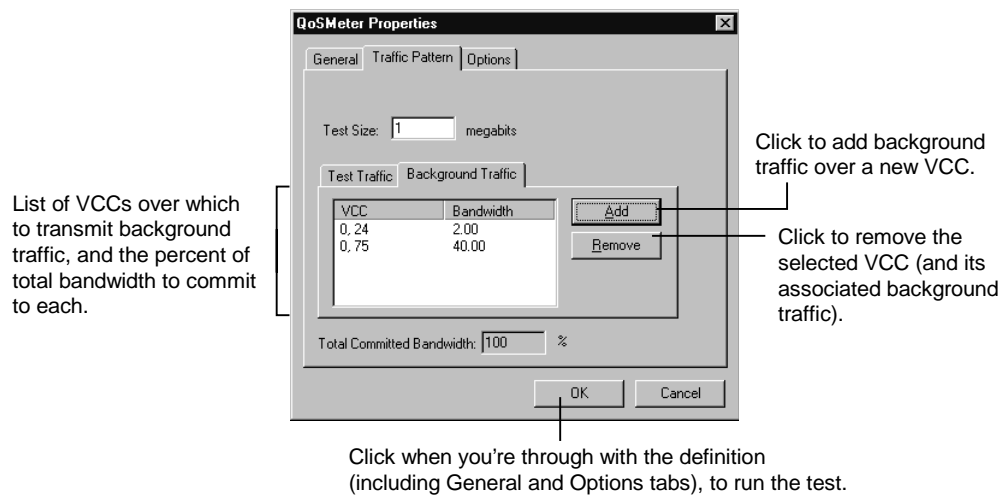 QoSMeter Properties
General Traffic Pattern Options
Test Size: 1 megabits
Test Traffic Background Traffic
VCC Bandwidth
0, 24 2.00
0, 75 40.00
Add
Remove
Total Committed Bandwidth: 100 %
OK Cancel
List of VCCs over which
to transmit background
traffic, and the percent of
total bandwidth to commit
to each.
Click to add background
traffic over a new VCC.
Click to remove the
selected VCC (and its
associated background
traffic).
Click when you're through with the definition
(including General and Options tabs), to run the test.